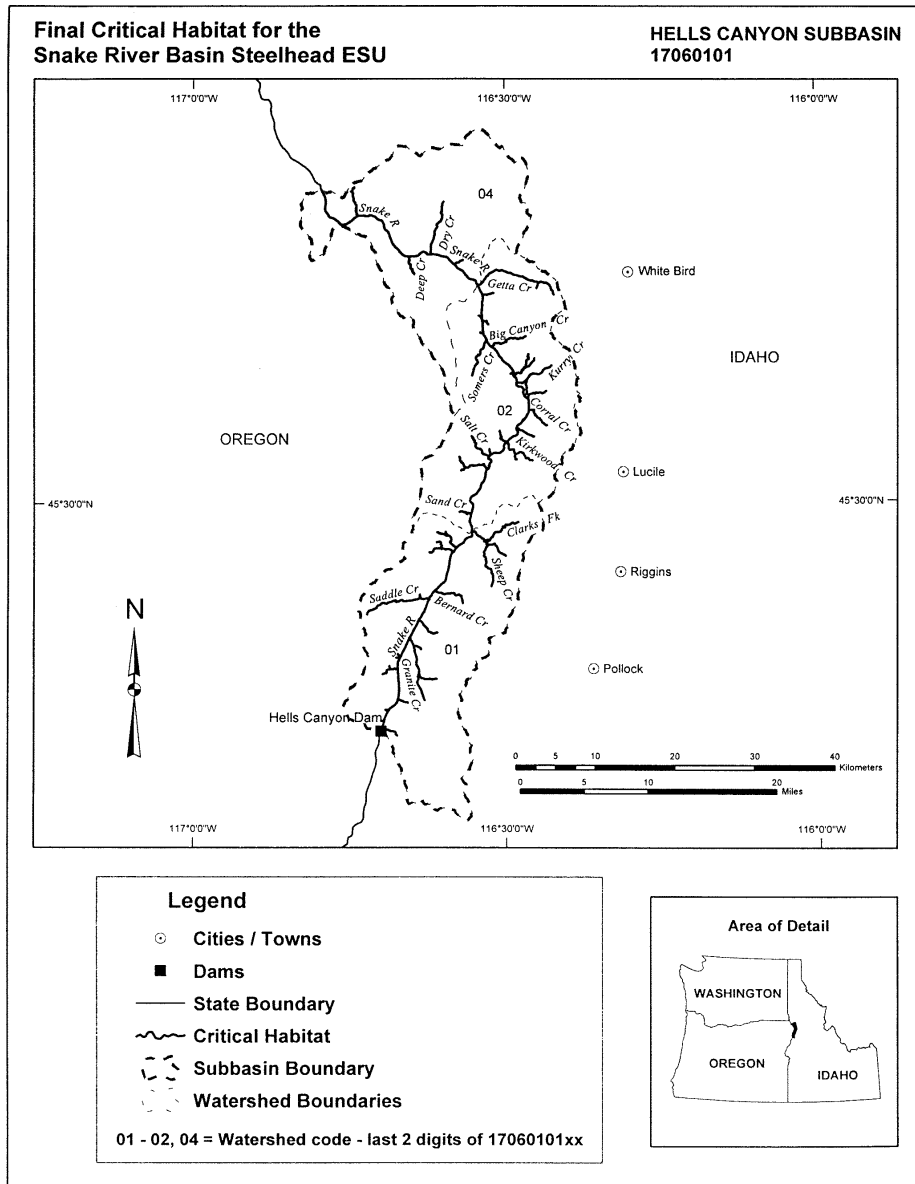 Final Critical Habitat for the
Snake River Basin Steelhead ESU
HELLS CANYON SUBBASIN
17060101
117°0'0"W
116°30'0"W
116°0'0"W
04
Snake R
Dry Cr
Snake R
Deep Cr
Getta Cr
White Bird
Big Canyon Cr
Somers Cr
Kurry Cr
IDAHO
02
Corral Cr
OREGON
Salt Cr
Kirkwood Cr
Lucile
45°30'0"N
45°30'0"N
Sand Cr
Clarks Fk
Sheep Cr
Riggins
Saddle Cr
Bernard Cr
N
Snake R
01
Granite Cr
Pollock
Hells Canyon Dam
0 5 10 20 30 40
Kilometers
0 5 10 20
Miles
117°0'0"W
116°30'0"W
116°0'0"W
Legend
Cities / Towns
Dams
State Boundary
Critical Habitat
Subbasin Boundary
Watershed Boundaries
01 - 02, 04 = Watershed code - last 2 digits of 17060101xx
Area of Detail
WASHINGTON
OREGON
IDAHO